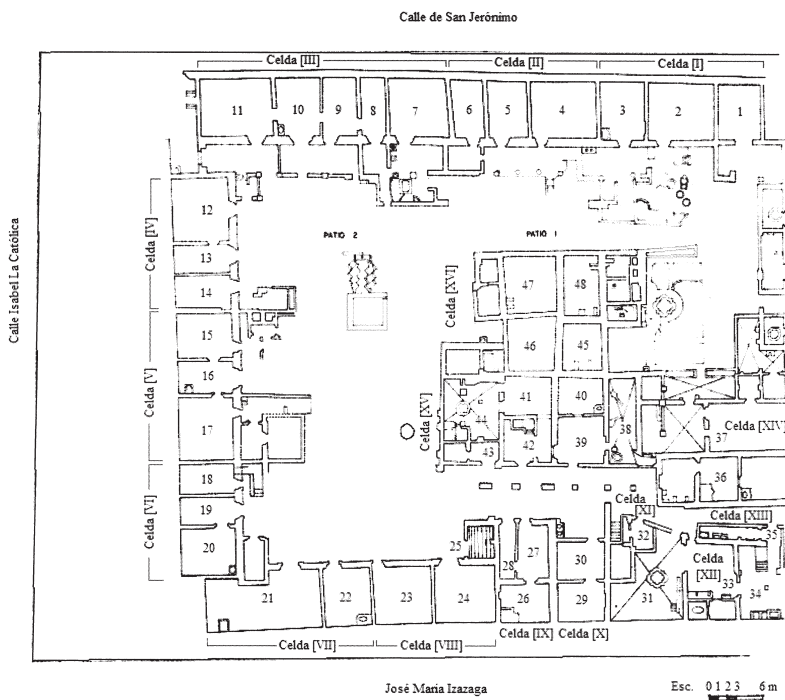 Calle de San Jerónimo
Celda [III] Celda [II] Celda [I]
11 10 9 8 7 6 5 4 3 2 1
Calle Isabel La Católica
Celda [IV]
12
13
14
PATIO 2
PATIO 1
Celda [XVI]
47 48
46 45
Celda [V]
15
16
17
Celda [XV]
41 40
44 42 39 38
43
37
Celda [XIV]
36
Celda [XIII]
Celda [VI]
18
19
20
25
28 27
30
Celda [XI]
32
35
Celda [XII]
33
34
21 22 23 24
26 29 31
Celda [VII] Celda [VIII]
Celda [IX] Celda [X]
José Maria Izazaga
Esc. 0 1 2 3 6 m